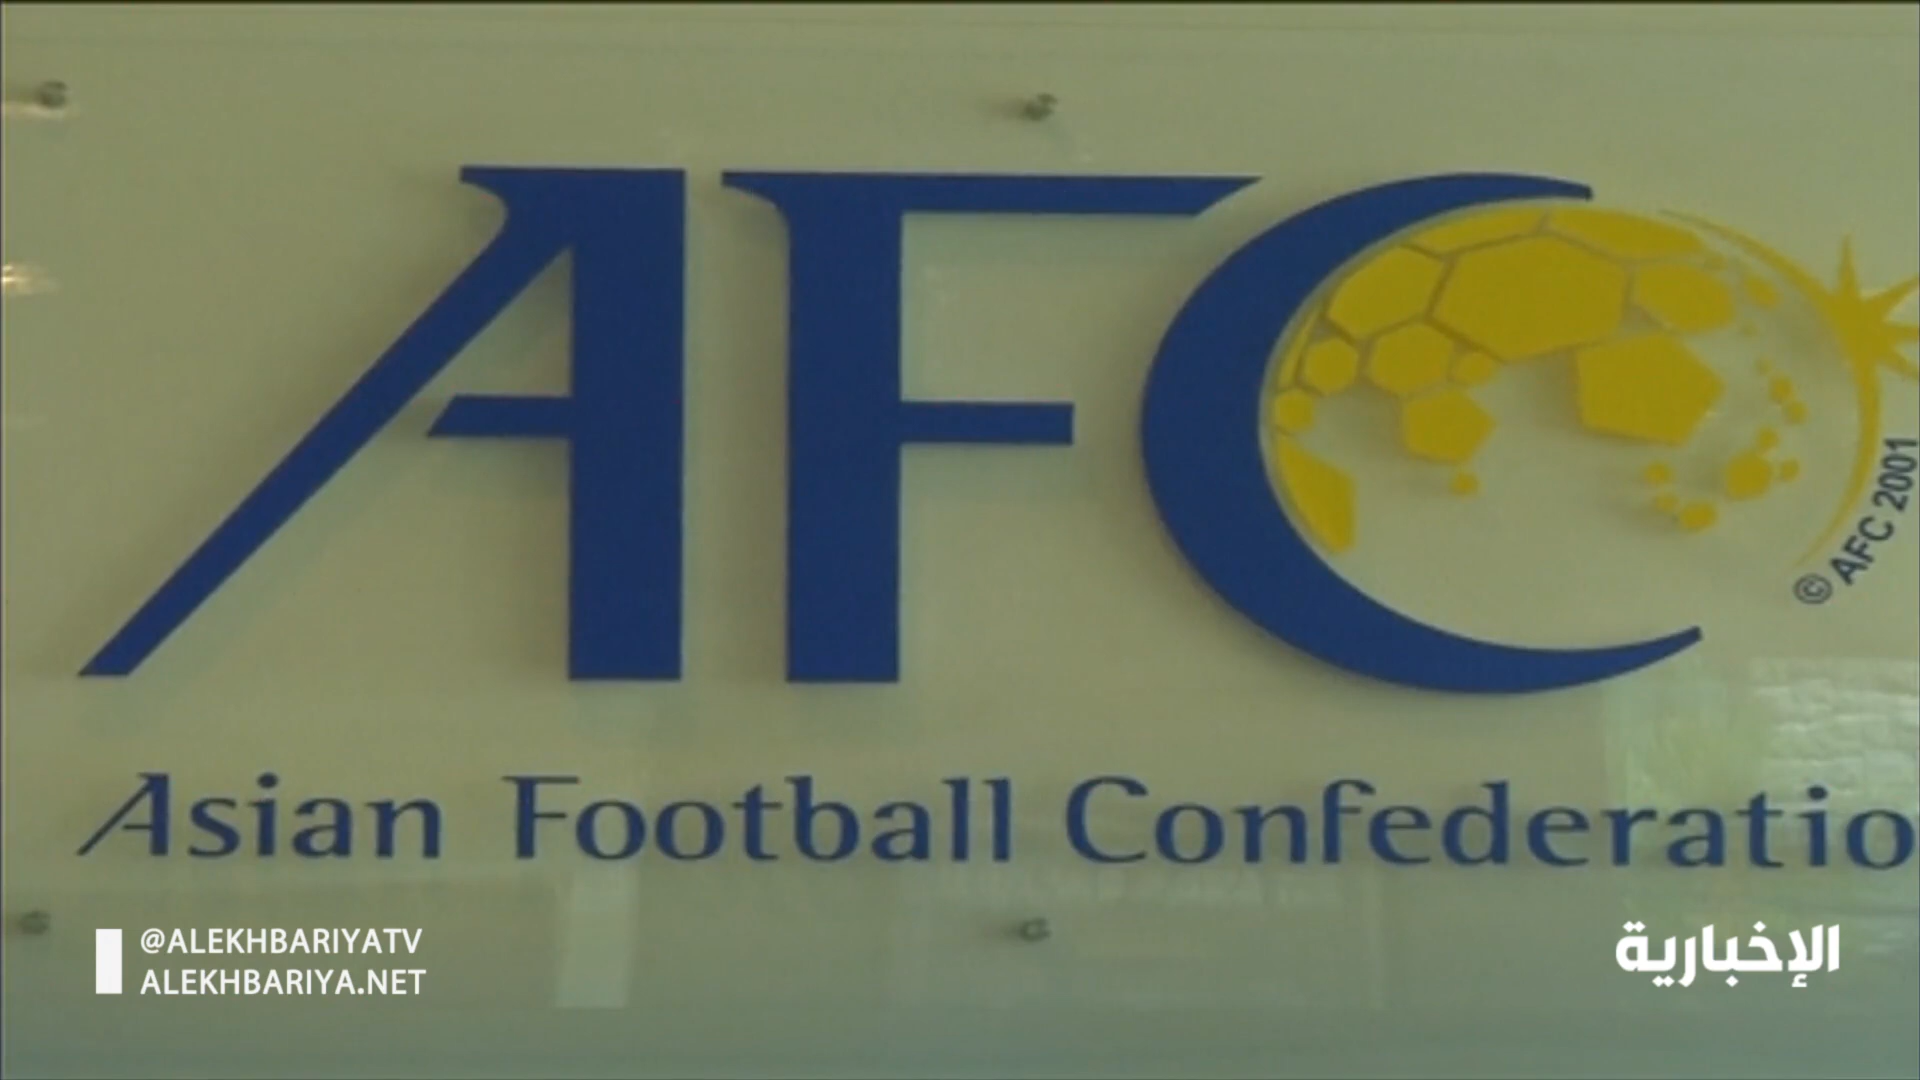 AFC
© AFC 2001
Asian Football Confederatio
@ALEKHBARIYATV
ALEKHBARIYA.NET
الإخبارية